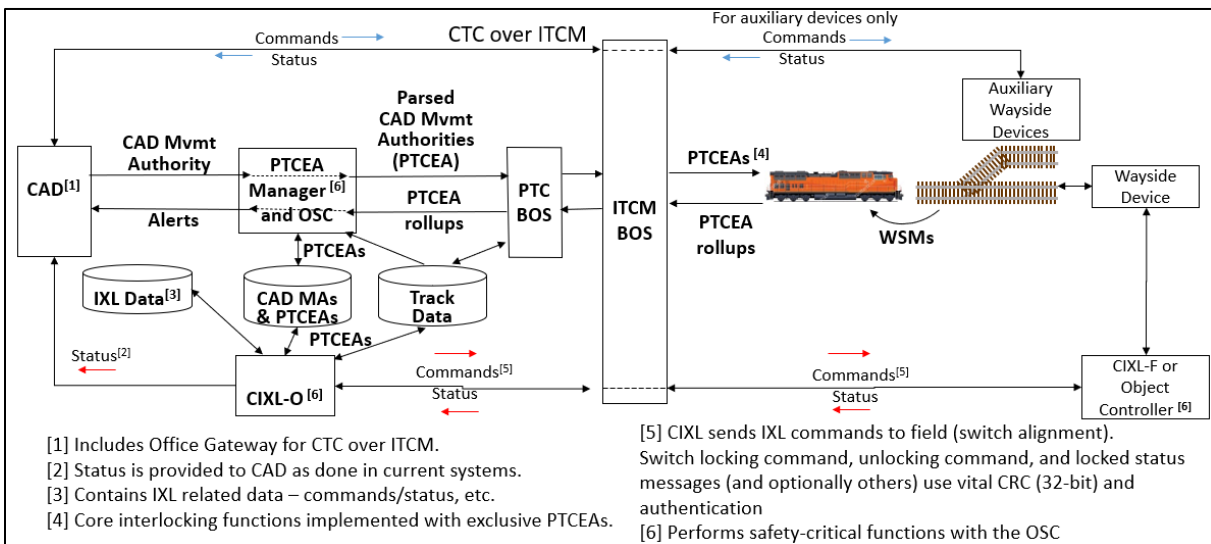 For auxiliary devices only
Commands
CTC over ITCM
Status
Commands
Status
Auxiliary
Wayside
Devices
Parsed
CAD Mvmt
Authorities
(PTCEA)
CAD Mvmt
Authority
CAD[1]
PTCEA
Manager [6]
and OSC
Alerts
PTCEA
rollups
PTC
BOS
ITCM
BOS
PTCEAs [4]
PTCEA
rollups
WSMs
Wayside
Device
PTCEAs
IXL Data[3]
CAD MAs
& PTCEAs
Track
Data
PTCEAs
Status[2]
CIXL-O [6]
Commands[5]
Status
Commands[5]
Status
CIXL-F or
Object
Controller [6]
[1] Includes Office Gateway for CTC over ITCM.
[2] Status is provided to CAD as done in current systems.
[3] Contains IXL related data – commands/status, etc.
[4] Core interlocking functions implemented with exclusive PTCEAs.
[5] CIXL sends IXL commands to field (switch alignment).
Switch locking command, unlocking command, and locked status
messages (and optionally others) use vital CRC (32-bit) and
authentication
[6] Performs safety-critical functions with the OSC